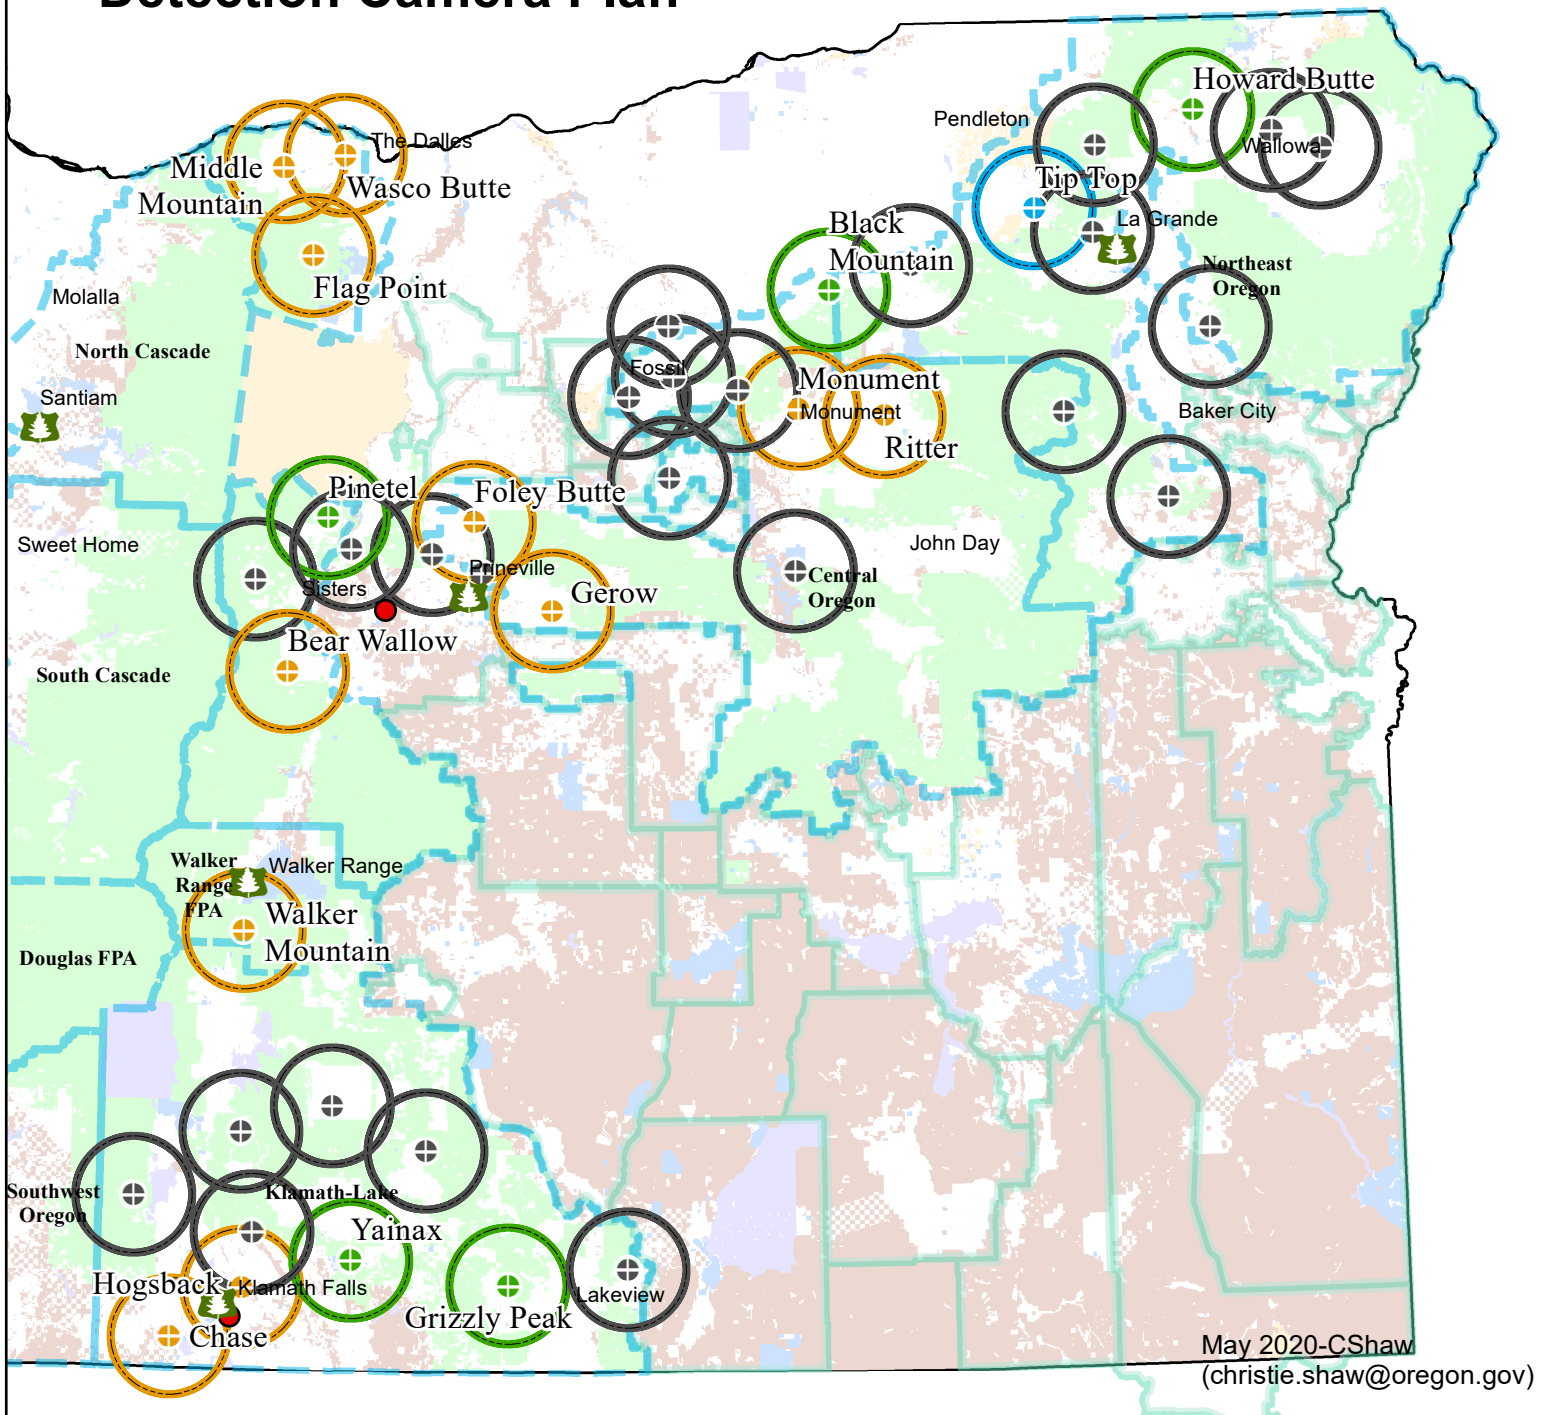 Detection Camera Plan
Howard Butte
Pendleton
The Dalles
Wallowa
Middle
Mountain
Wasco Butte
Tip Top
La Grande
Black
Mountain
Northeast
Oregon
Flag Point
Molalla
North Cascade
Fossil
Monument
Monument
Santiam
Baker City
Ritter
Pinetel
Foley Butte
Sweet Home
John Day
Prineville
Central
Oregon
Sisters
Gerow
Bear Wallow
South Cascade
Walker
Range
FPA
Walker Range
Walker
Mountain
Douglas FPA
Southwest
Oregon
Klamath-Lake
Yainax
Hogsback
Klamath Falls
Lakeview
Grizzly Peak
Chase
May 2020-CShaw
(christie.shaw@oregon.gov)